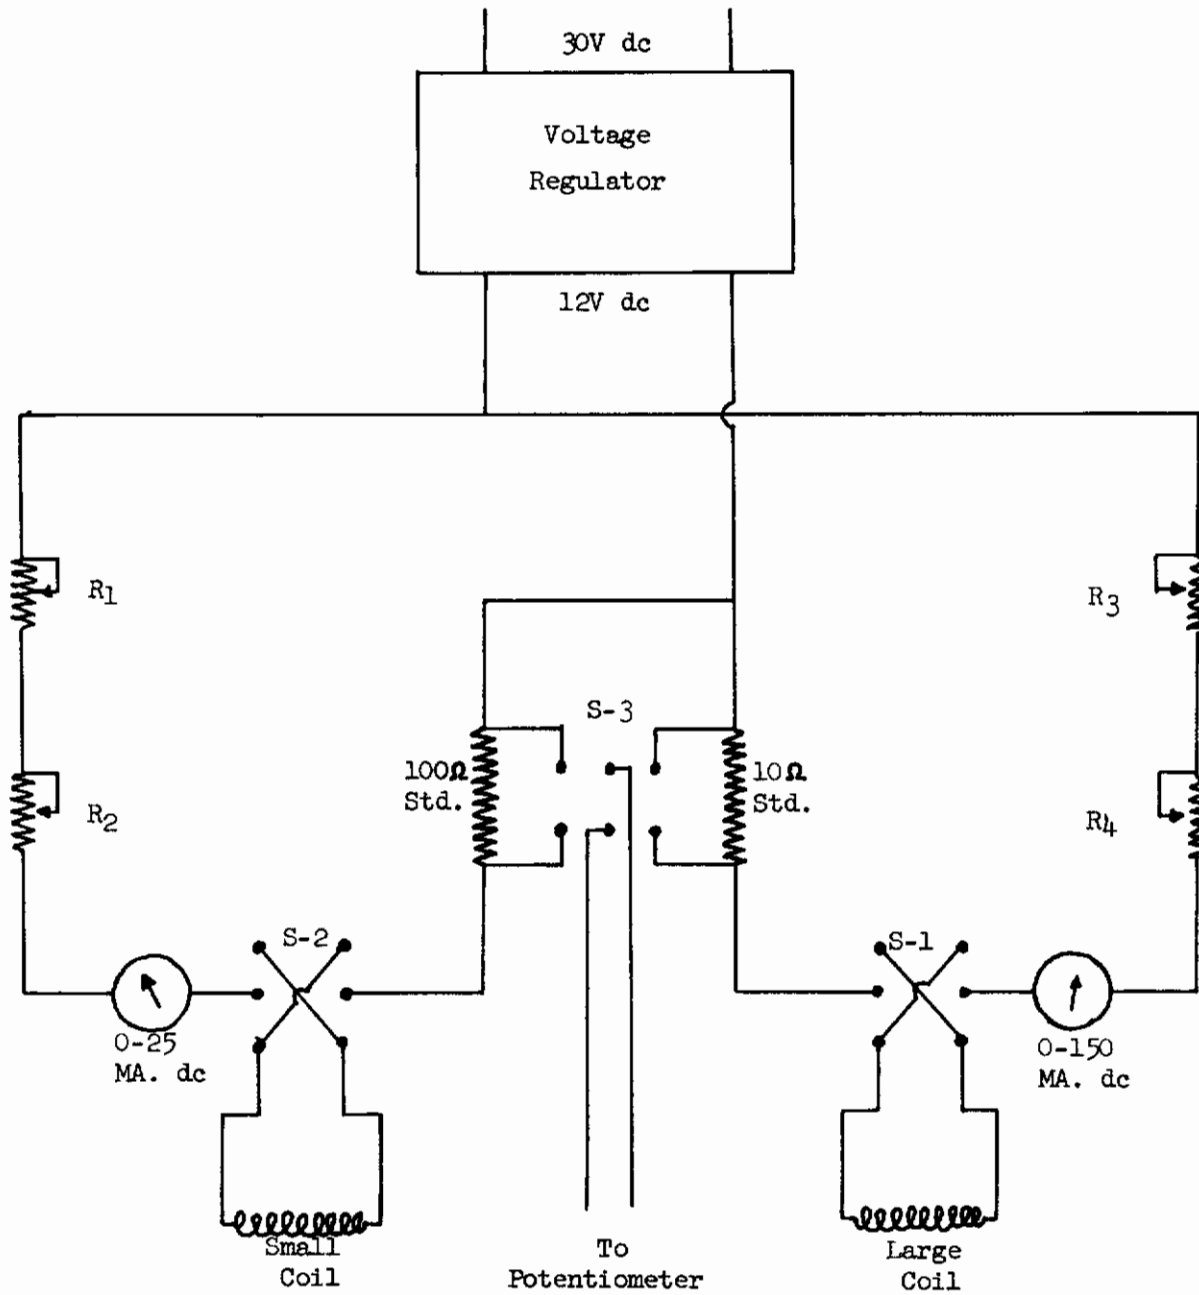 30V dc
Voltage
Regulator
12V dc
R1
R3
S-3
100Ω
Std.
10Ω
Std.
R2
R4
S-2
S-1
0-25
MA. dc
0-150
MA. dc
Small
Coil
To
Potentiometer
Large
Coil